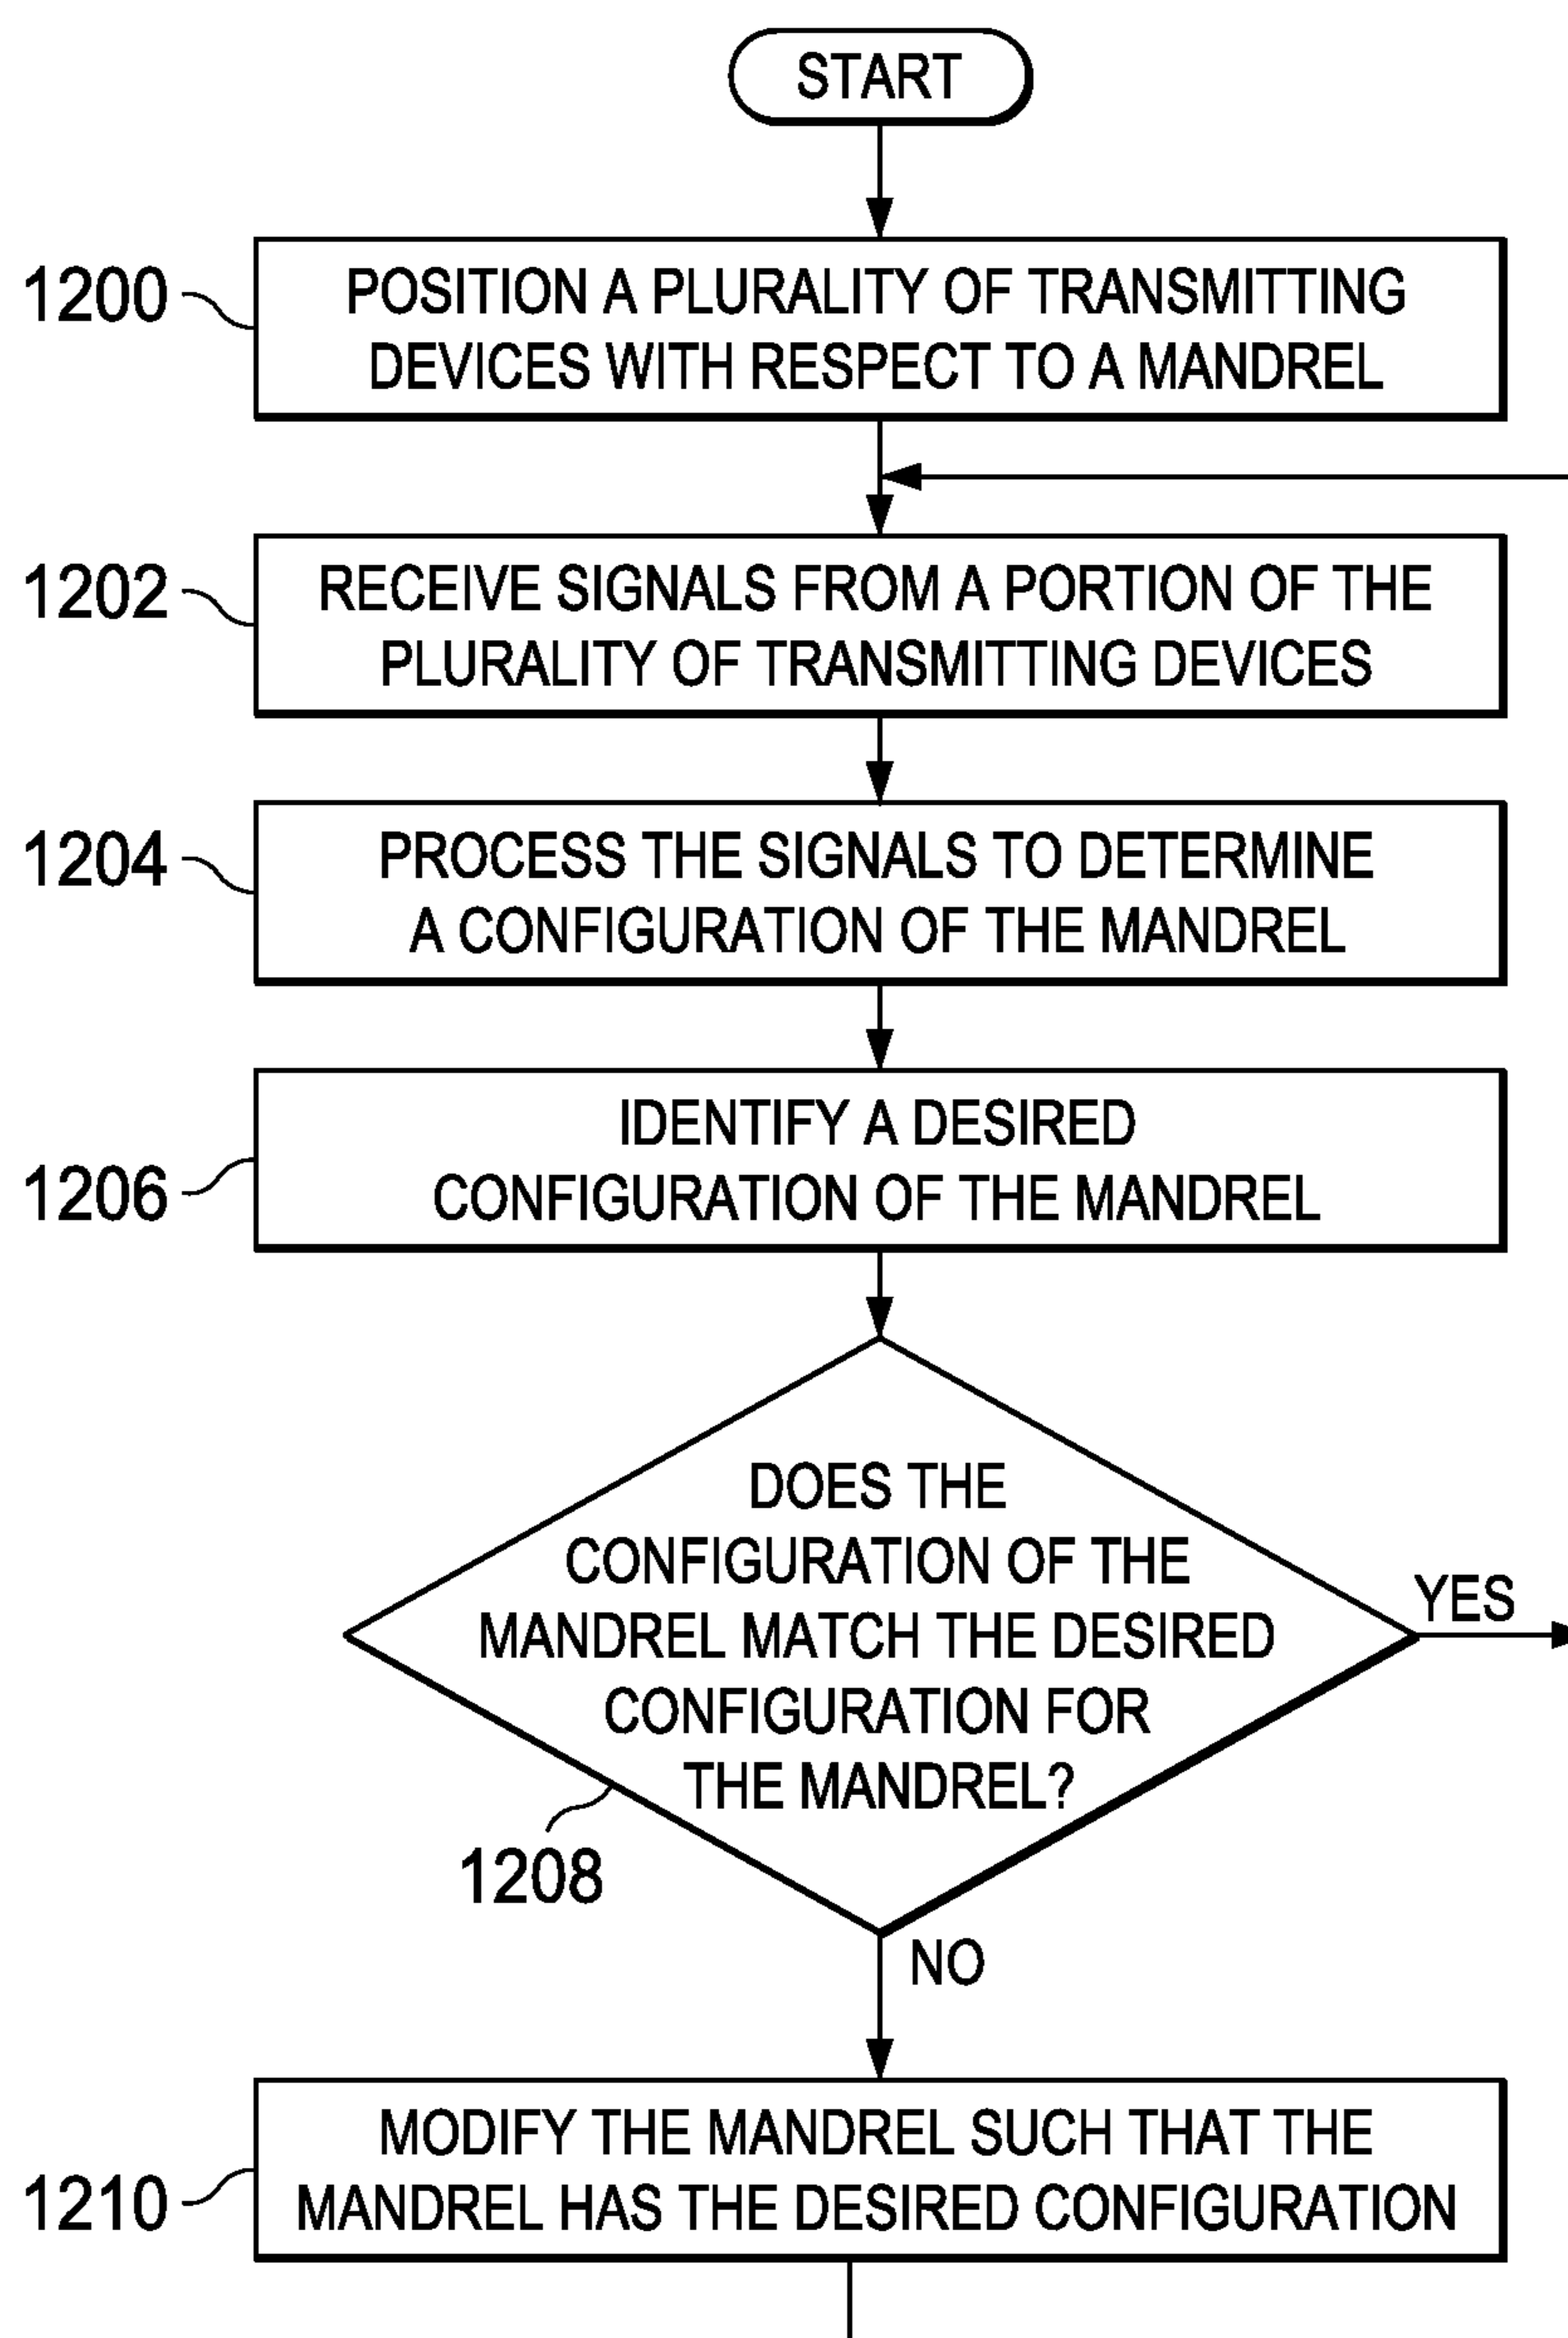 START
1200
POSITION A PLURALITY OF TRANSMITTING
DEVICES WITH RESPECT TO A MANDREL
1202
RECEIVE SIGNALS FROM A PORTION OF THE
PLURALITY OF TRANSMITTING DEVICES
1204
PROCESS THE SIGNALS TO DETERMINE
A CONFIGURATION OF THE MANDREL
1206
IDENTIFY A DESIRED
CONFIGURATION OF THE MANDREL
DOES THE
CONFIGURATION OF THE
MANDREL MATCH THE DESIRED
CONFIGURATION FOR
THE MANDREL?
YES
1208
NO
1210
MODIFY THE MANDREL SUCH THAT THE
MANDREL HAS THE DESIRED CONFIGURATION